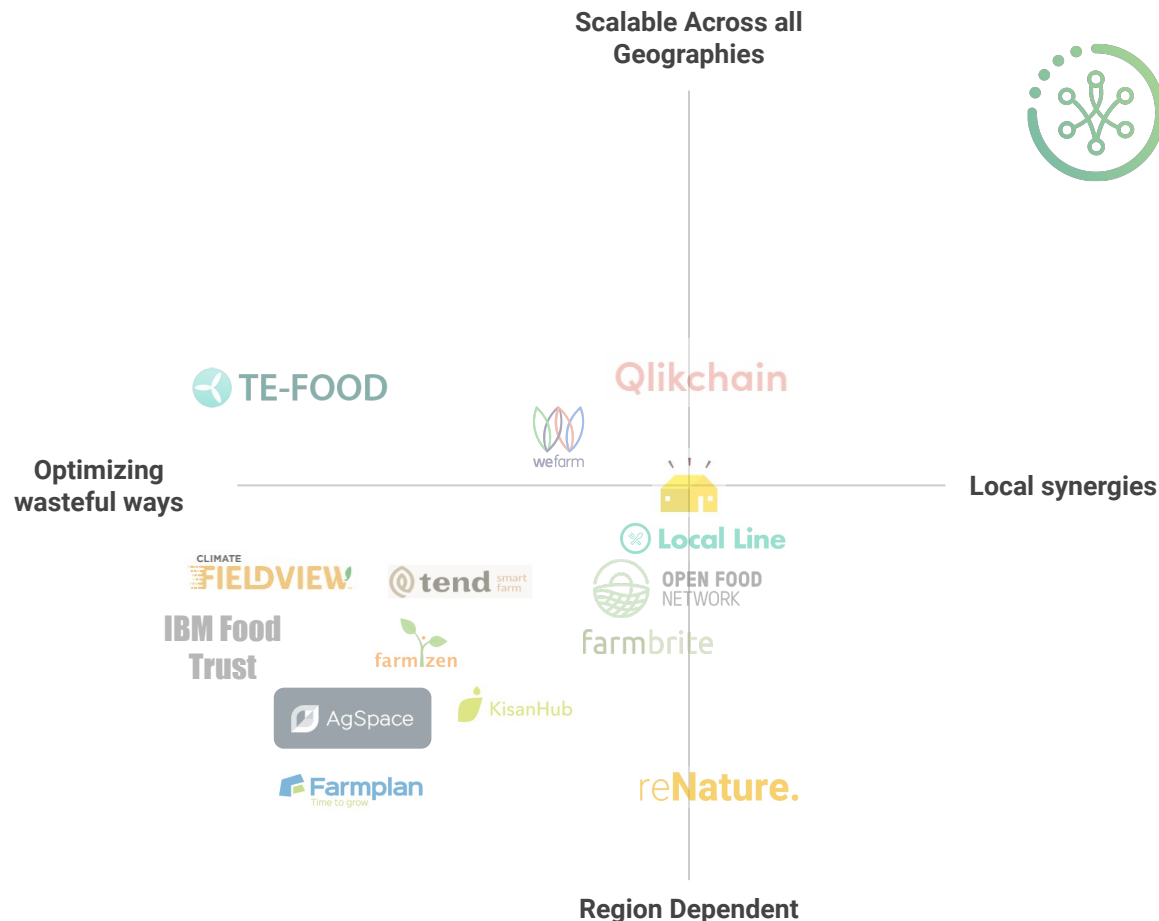 Scalable Across all
Geographies
TE-FOOD
Qlikchain
wefarm
Optimizing
wasteful ways
Local synergies
Local Line
CLIMATE
FIELDVIEW
tend smart
farm
OPEN FOOD
NETWORK
IBM Food
Trust
farmizen
farmbrite
AgSpace
KisanHub
Farmplan
Time to grow
reNature.
Region Dependent